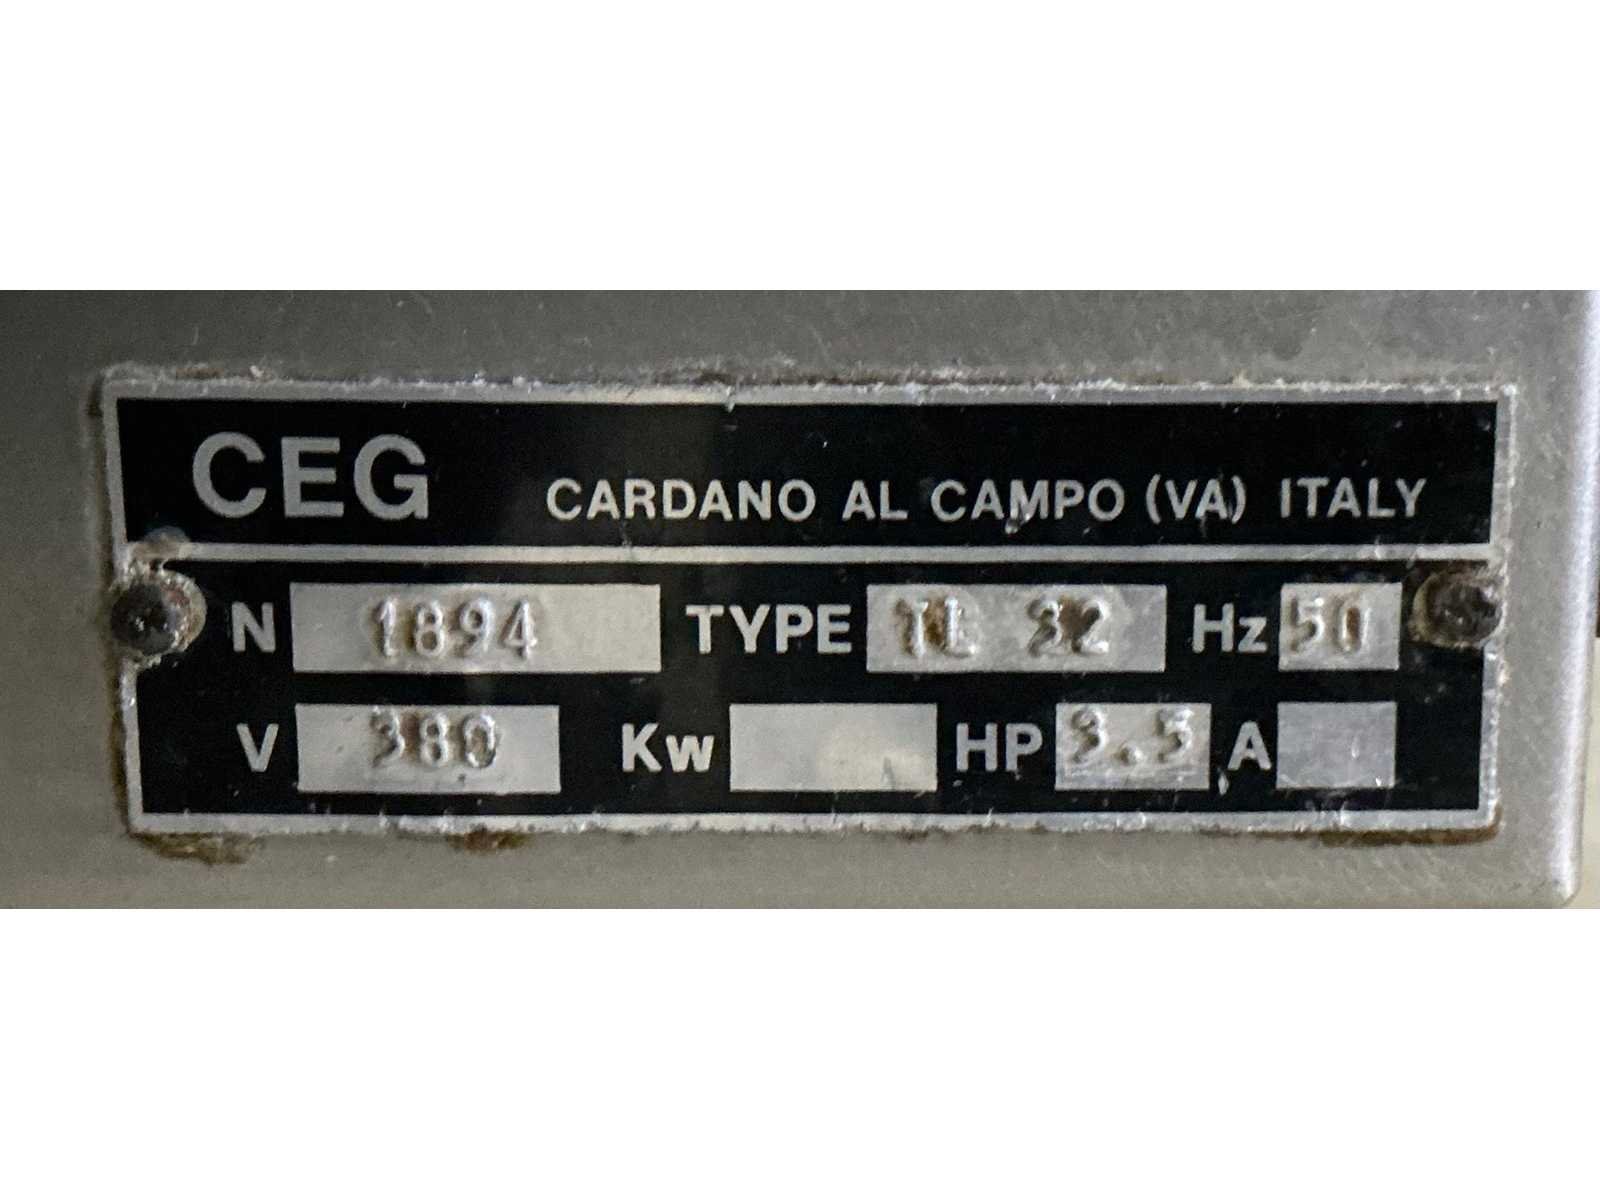 CEG CARDANO AL CAMPO (VA) ITALY
N 1894 TYPE TL 32 Hz 50
V 380 Kw HP 3.5 A